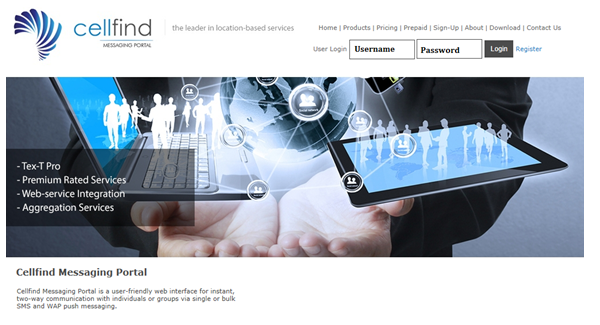 cellfind
MESSAGING PORTAL
the leader in location-based services
Home | Products | Pricing | Prepaid | Sign-Up | About | Download | Contact Us
User Login Username Password Login Register
- Tex-T Pro
- Premium Rated Services
- Web-service Integration
- Aggregation Services
Cellfind Messaging Portal
Cellfind Messaging Portal is a user-friendly web interface for instant,
two-way communication with individuals or groups via single or bulk
SMS and WAP push messaging.